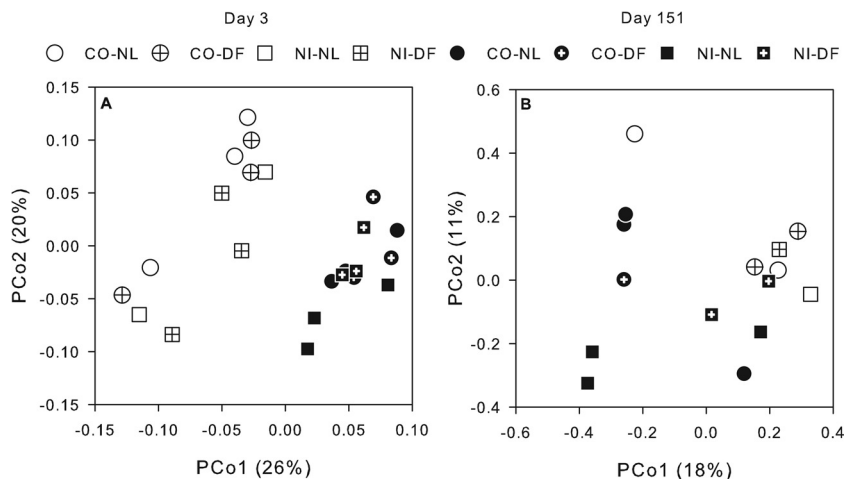 Day 3 Day 151
CO-NL CO-DF NI-NL NI-DF CO-NL CO-DF NI-NL NI-DF
A
0.15
0.10
0.05
0.00
-0.05
-0.10
-0.15
PCo2 (20%)
-0.15 -0.10 -0.05 0.00 0.05 0.10
PCo1 (26%)
B
0.6
0.4
0.2
0.0
-0.2
-0.4
PCo2 (11%)
-0.6 -0.4 -0.2 0.0 0.2 0.4
PCo1 (18%)